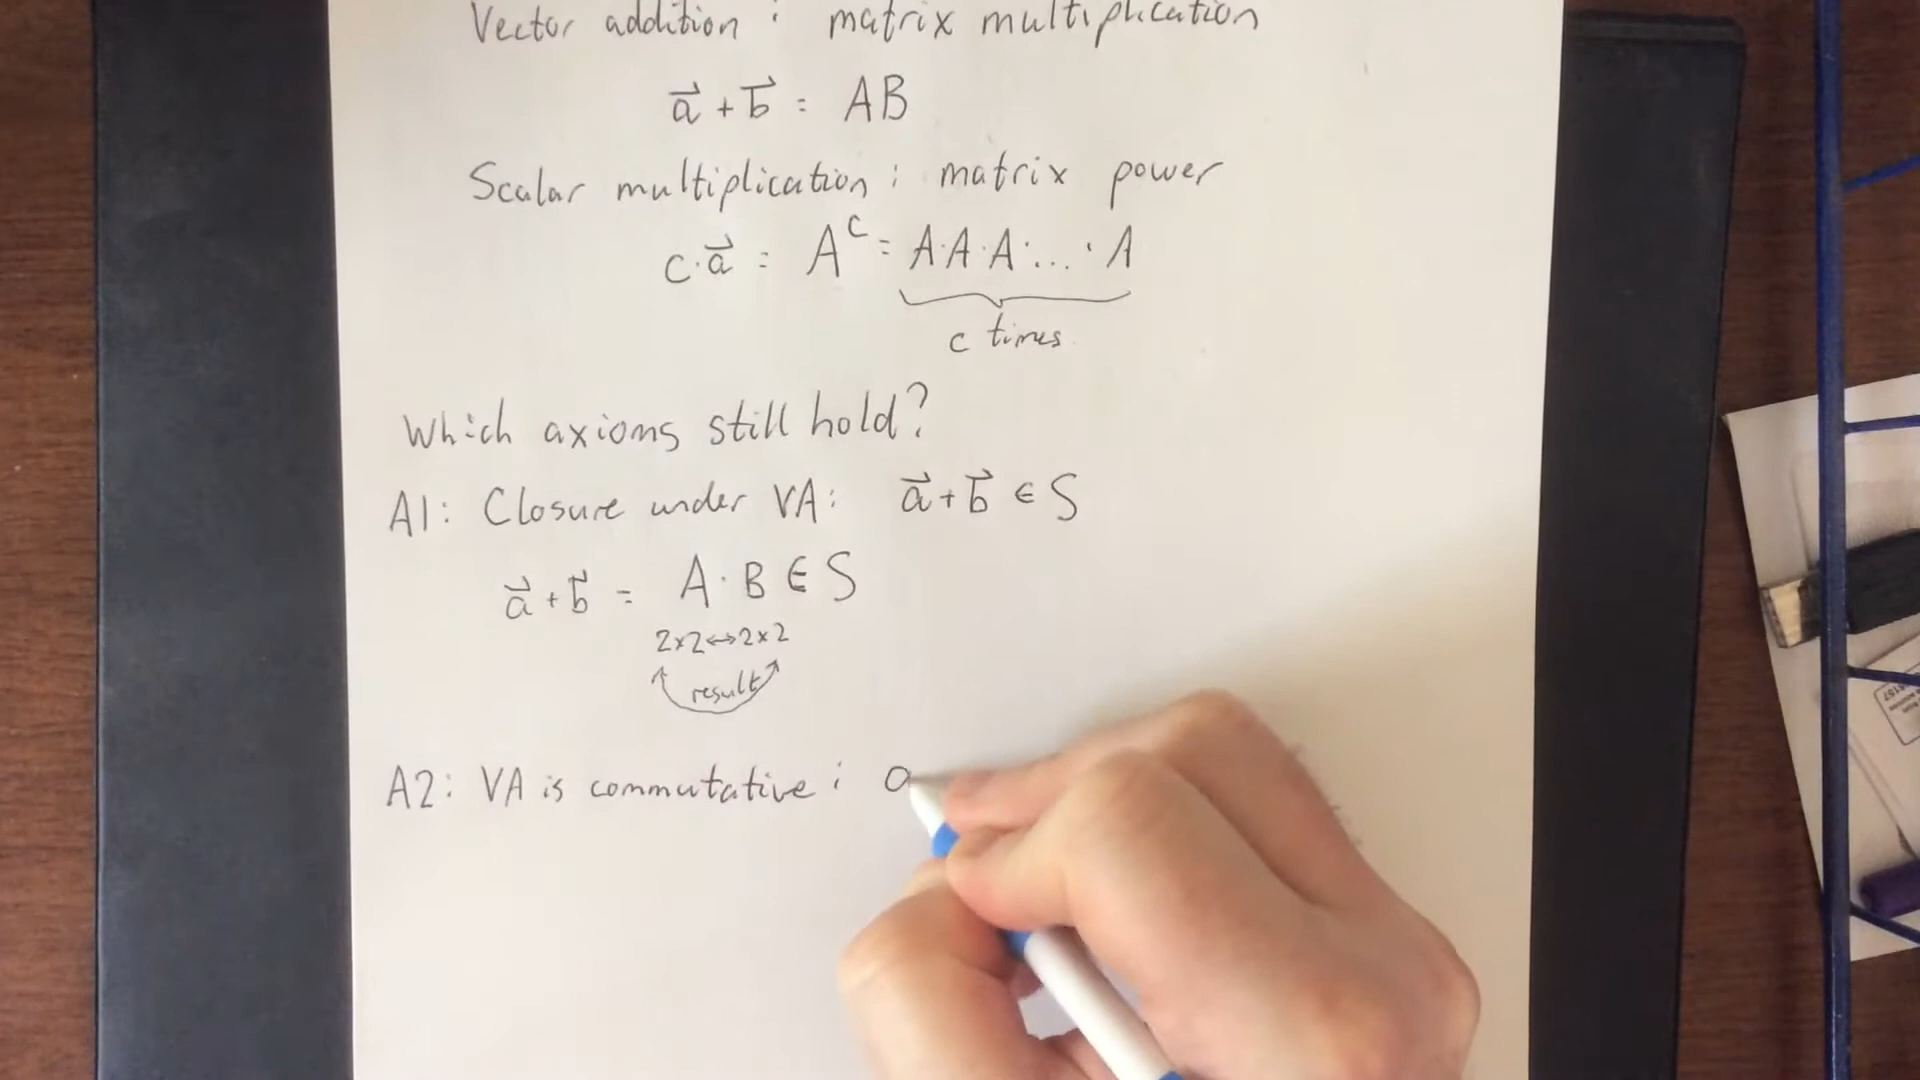 Vector addition : matrix multiplication
a⃗ + b⃗ = AB
Scalar multiplication : matrix power
c·a⃗ = A^c = A·A·A·...·A
c times
Which axioms still hold?
A1: Closure under VA: a⃗ + b⃗ ∈ S
a⃗ + b⃗ = A·B ∈ S
2×2↔2×2
result
A2: VA is commutative : a